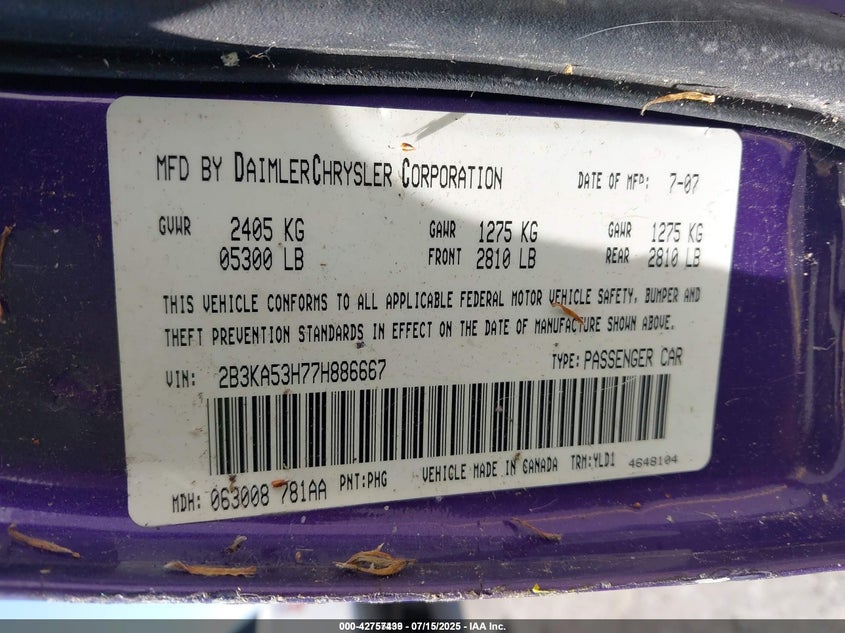 MFD BY DAIMLERCHRYSLER CORPORATION DATE OF MFD: 7-07
GVWR 2405 KG GAWR 1275 KG GAWR 1275 KG
05300 LB FRONT 2810 LB REAR 2810 LB
THIS VEHICLE CONFORMS TO ALL APPLICABLE FEDERAL MOTOR VEHICLE SAFETY, BUMPER AND
THEFT PREVENTION STANDARDS IN EFFECT ON THE DATE OF MANUFACTURE SHOWN ABOVE.
VIN: 2B3KA53H77H886667 TYPE: PASSENGER CAR
MDH: 063008 781AA PNT:PHG VEHICLE MADE IN CANADA TRM:YLD1 4648104
000-42757439 07/15/2025 - IAA Inc.